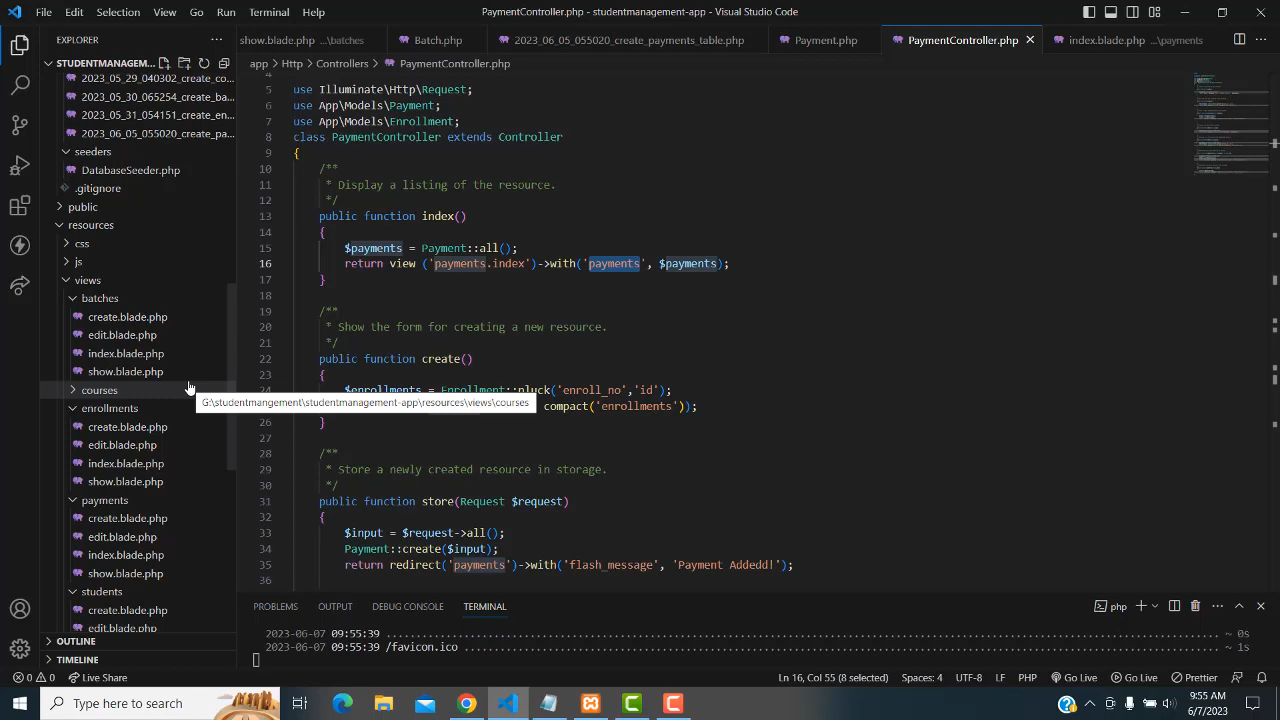 File Edit Selection View Go Run Terminal Help PaymentController.php - studentmanagement-app - Visual Studio Code
EXPLORER ··· show.blade.php ...\batches Batch.php 2023_06_05_055020_create_payments_table.php Payment.php PaymentController.php × index.blade.php ...\payments ···
STUDENTMANAGEM... app > Http > Controllers > PaymentController.php
2023_05_29_040302_create_co...
2023_05_30_065254_create_ba...
2023_05_31_054151_create_en...
2023_06_05_055020_create_pa...
seeders
DatabaseSeeder.php
.gitignore
public
resources
css
js
views
batches
create.blade.php
edit.blade.php
index.blade.php
show.blade.php
courses
G:\studentmangement\studentmanagement-app\resources\views\courses
enrollments
create.blade.php
edit.blade.php
index.blade.php
show.blade.php
payments
create.blade.php
edit.blade.php
index.blade.php
show.blade.php
students
create.blade.php
edit.blade.php
OUTLINE
TIMELINE
4
5 use Illuminate\Http\Request;
6 use App\Models\Payment;
7 use App\Models\Enrollment;
8 class PaymentController extends Controller
9 {
10 /**
11 * Display a listing of the resource.
12 */
13 public function index()
14 {
15 $payments = Payment::all();
16 return view ('payments.index')->with('payments', $payments);
17 }
18
19 /**
20 * Show the form for creating a new resource.
21 */
22 public function create()
23 {
24 $enrollments = Enrollment::pluck('enroll_no','id');
compact('enrollments'));
26 }
27
28 /**
29 * Store a newly created resource in storage.
30 */
31 public function store(Request $request)
32 {
33 $input = $request->all();
34 Payment::create($input);
35 return redirect('payments')->with('flash_message', 'Payment Addedd!');
36
PROBLEMS OUTPUT DEBUG CONSOLE TERMINAL php
2023-06-07 09:55:39 ~ 0s
2023-06-07 09:55:39 /favicon.ico ~ 1s
0 0 Live Share Ln 16, Col 55 (8 selected) Spaces: 4 UTF-8 LF PHP Go Live Go Live Prettier
Type here to search 9:55 AM
6/7/2023